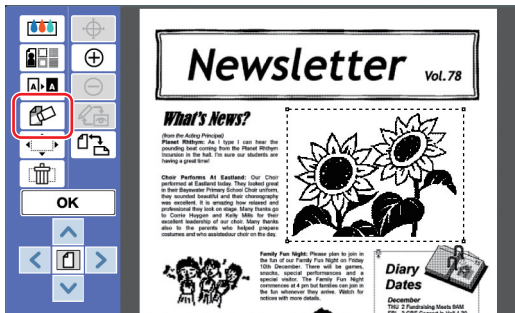 Newsletter
Vol. 78
What's News?
(from the Acting Principal)
Planet Rhthym: As I type I can hear the
pounding beat coming from the Planet Rhthym
incursion in the hall. I'm sure our students are
having a great time!
Choir Performs At Eastland: Our Choir
performed at Eastland today. They looked great
in their Bayswater Primary School Choir uniform,
they sounded beautiful and their choreography
was excellent. It is amazing how relaxed and
professional they look on stage. Many thanks go
to Corrie Huygen and Kelly Mills for their
excellent leadership of our choir. Many thanks
also to the parents who helped prepare
costumes and who assistedour choir on the day.
Family Fun Night: Please plan to join in
the fun of our Family Fun Night on Friday
10th December. There will be games,
snacks, special performances and a
special visitor. The Family Fun Night
commences at 4 pm but families can join in
the fun whenever they arrive. Watch for
notices with more details.
Diary
Dates
December
THU 2 Fundraising Meets 9AM
A A
OK